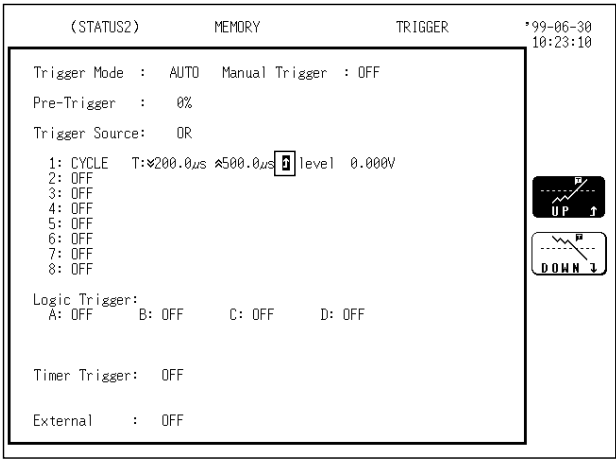 (STATUS2) MEMORY TRIGGER '99-06-30
10:23:10
Trigger Mode : AUTO Manual Trigger : OFF
Pre-Trigger : 0%
Trigger Source: OR
1: CYCLE T:⩔200.0µs ⩓500.0µs ↥ level 0.000V
2: OFF
3: OFF
4: OFF
5: OFF
6: OFF
7: OFF
8: OFF
Logic Trigger:
A: OFF B: OFF C: OFF D: OFF
Timer Trigger: OFF
External : OFF
T
UP ↥
T
DOWN ↧